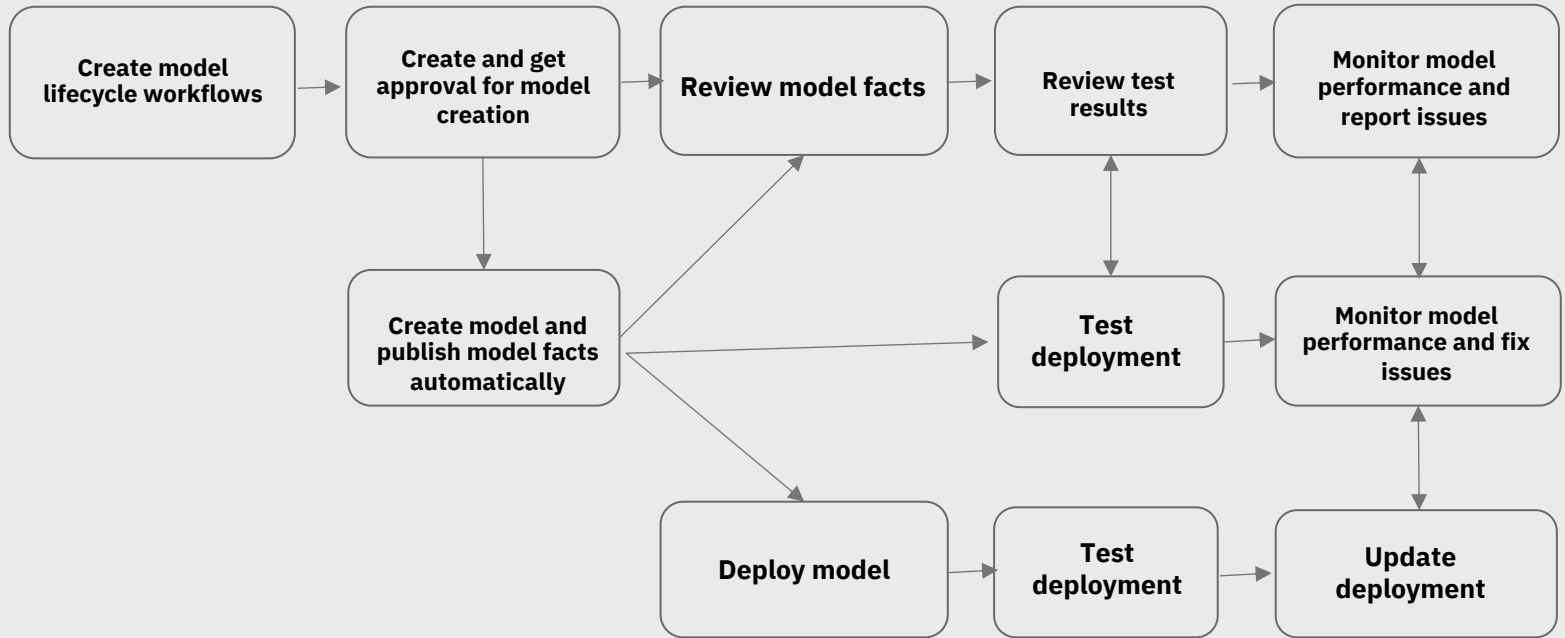 Create model
lifecycle workflows
Create and get
approval for model
creation
Review model facts
Review test
results
Monitor model
performance and
report issues
Create model and
publish model facts
automatically
Test
deployment
Monitor model
performance and fix
issues
Deploy model
Test
deployment
Update
deployment